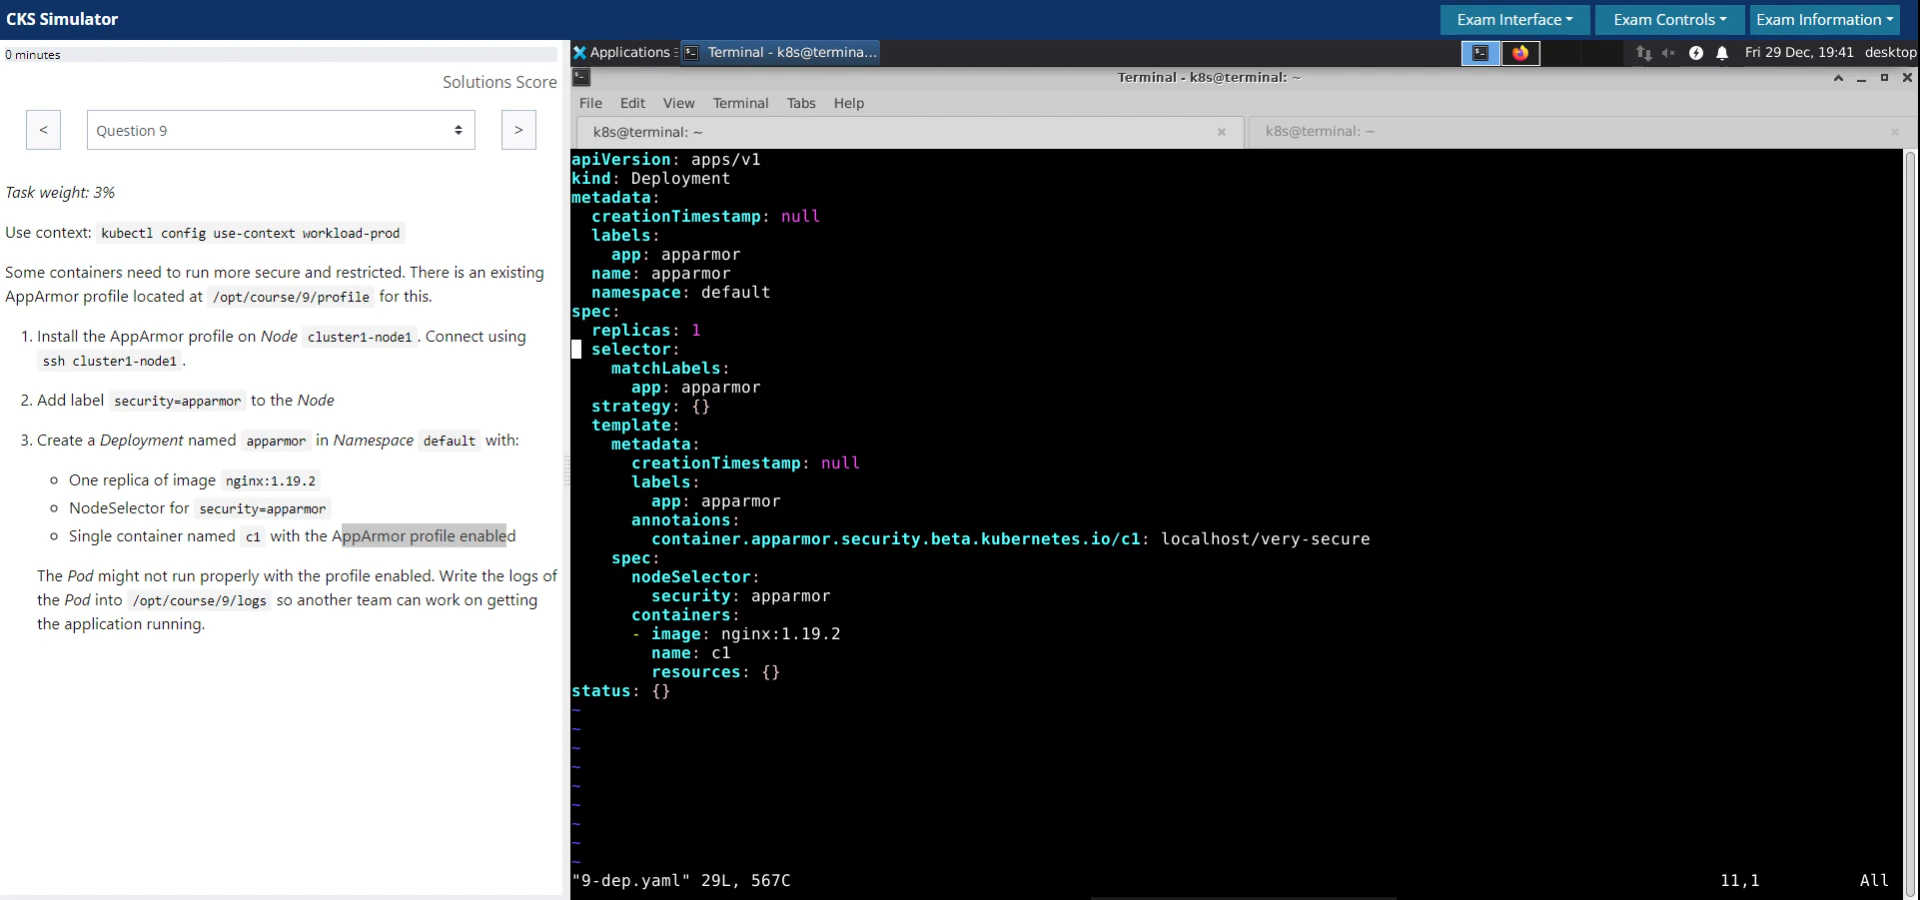 CKS Simulator
Exam Interface
Exam Controls
Exam Information
0 minutes
Solutions Score
<
Question 9
>
Task weight: 3%
Use context: kubectl config use-context workload-prod
Some containers need to run more secure and restricted. There is an existing
AppArmor profile located at /opt/course/9/profile for this.
1. Install the AppArmor profile on Node cluster1-node1 . Connect using
ssh cluster1-node1 .
2. Add label security=apparmor to the Node
3. Create a Deployment named apparmor in Namespace default with:
One replica of image nginx:1.19.2
NodeSelector for security=apparmor
Single container named c1 with the AppArmor profile enabled
The Pod might not run properly with the profile enabled. Write the logs of
the Pod into /opt/course/9/logs so another team can work on getting
the application running.
Applications
Terminal - k8s@termina...
Fri 29 Dec, 19:41
desktop
Terminal - k8s@terminal: ~
File Edit View Terminal Tabs Help
k8s@terminal: ~
k8s@terminal: ~
apiVersion: apps/v1
kind: Deployment
metadata:
  creationTimestamp: null
  labels:
    app: apparmor
  name: apparmor
  namespace: default
spec:
  replicas: 1
  selector:
    matchLabels:
      app: apparmor
  strategy: {}
  template:
    metadata:
      creationTimestamp: null
      labels:
        app: apparmor
      annotaions:
        container.apparmor.security.beta.kubernetes.io/c1: localhost/very-secure
    spec:
      nodeSelector:
        security: apparmor
      containers:
      - image: nginx:1.19.2
        name: c1
        resources: {}
status: {}
~
~
~
~
~
~
~
~
~
"9-dep.yaml" 29L, 567C 11,1 All